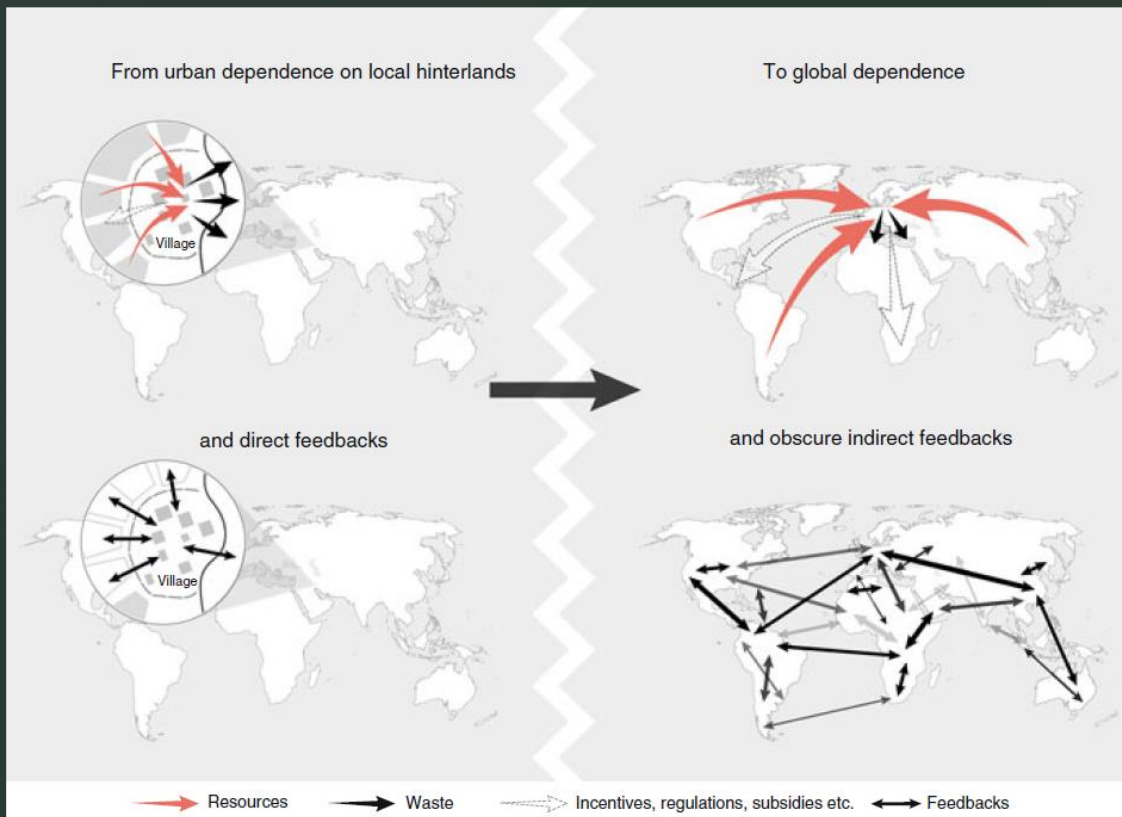 From urban dependence on local hinterlands
To global dependence
Village
and direct feedbacks
and obscure indirect feedbacks
Village
Resources
Waste
Incentives, regulations, subsidies etc.
Feedbacks